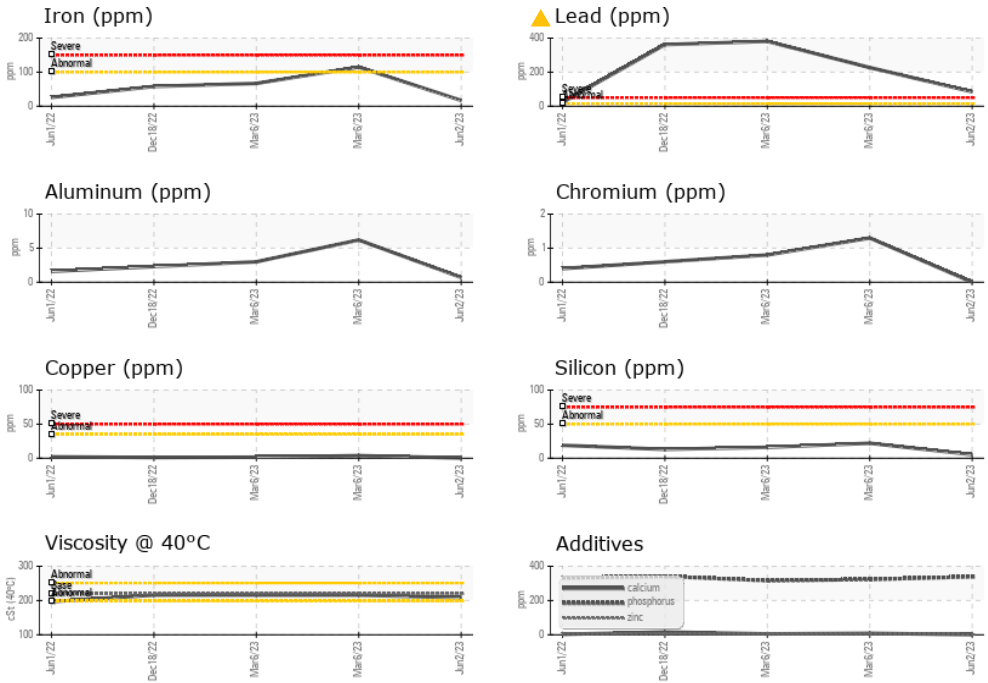 Iron (ppm)
200
Severe
Abnormal
100
0
ppm
Jun1/22
Dec18/22
Mar6/23
Mar6/23
Jun2/23
Lead (ppm)
400
200
Severe
Abnormal
0
ppm
Jun1/22
Dec18/22
Mar6/23
Mar6/23
Jun2/23
Aluminum (ppm)
10
5
0
ppm
Jun1/22
Dec18/22
Mar6/23
Mar6/23
Jun2/23
Chromium (ppm)
2
1
0
ppm
Jun1/22
Dec18/22
Mar6/23
Mar6/23
Jun2/23
Copper (ppm)
100
Severe
50
Abnormal
0
ppm
Jun1/22
Dec18/22
Mar6/23
Mar6/23
Jun2/23
Silicon (ppm)
100
Severe
Abnormal
50
0
ppm
Jun1/22
Dec18/22
Mar6/23
Mar6/23
Jun2/23
Viscosity @ 40°C
300
Abnormal
Base
200
Abnormal
100
cSt (40°C)
Jun1/22
Dec18/22
Mar6/23
Mar6/23
Jun2/23
Additives
400
calcium
200
phosphorus
zinc
0
ppm
Jun1/22
Dec18/22
Mar6/23
Mar6/23
Jun2/23